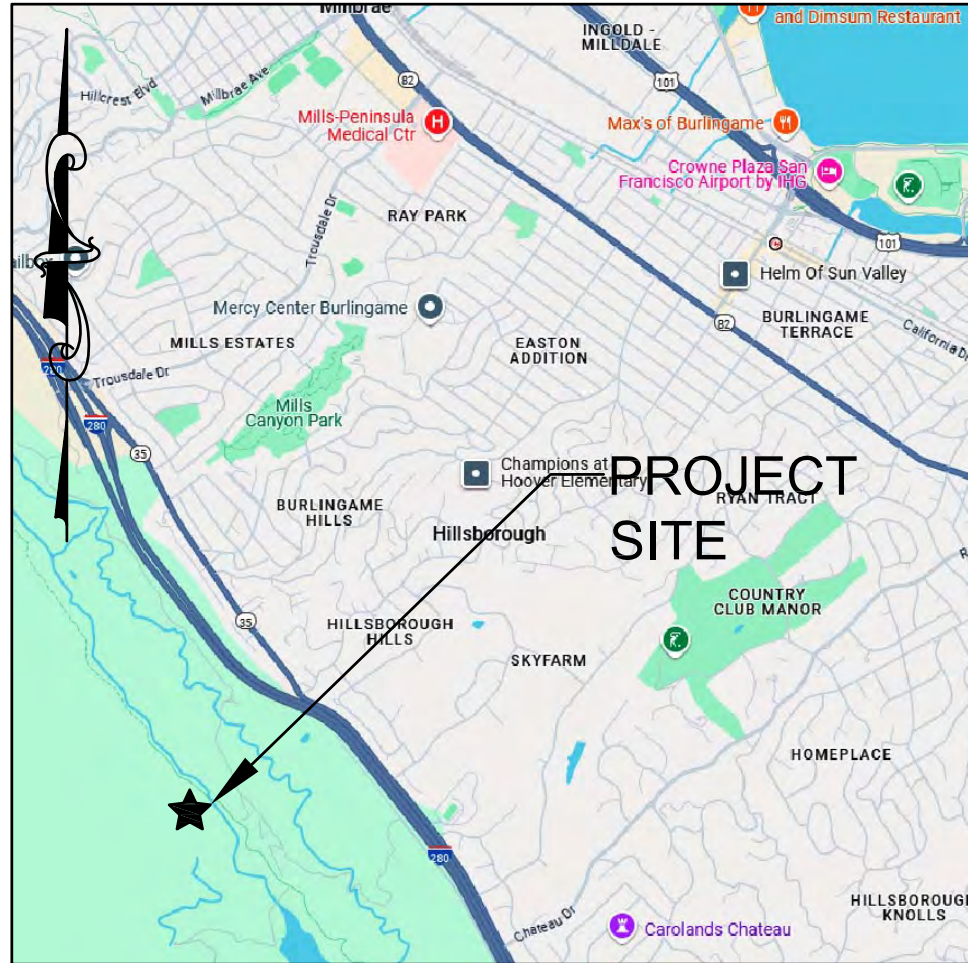 Millbrae
and Dimsum Restaurant
INGOLD -
MILLDALE
82
101
Hillcrest Blvd
Millbrae Ave
Mills-Peninsula
Medical Ctr
H
Max's of Burlingame
Crowne Plaza San
Francisco Airport by IHG
Trousdale Dr
RAY PARK
101
Helm Of Sun Valley
Mercy Center Burlingame
BURLINGAME
TERRACE
82
California Dr
MILLS ESTATES
EASTON
ADDITION
280
Trousdale Dr
280
Mills
Canyon Park
35
Champions at
Hoover Elementary
PROJECT
SITE
RYAN TRACT
BURLINGAME
HILLS
Hillsborough
COUNTRY
CLUB MANOR
35
HILLSBOROUGH
HILLS
SKYFARM
HOMEPLACE
280
HILLSBOROUGH
KNOLLS
Chateau Dr
Carolands Chateau